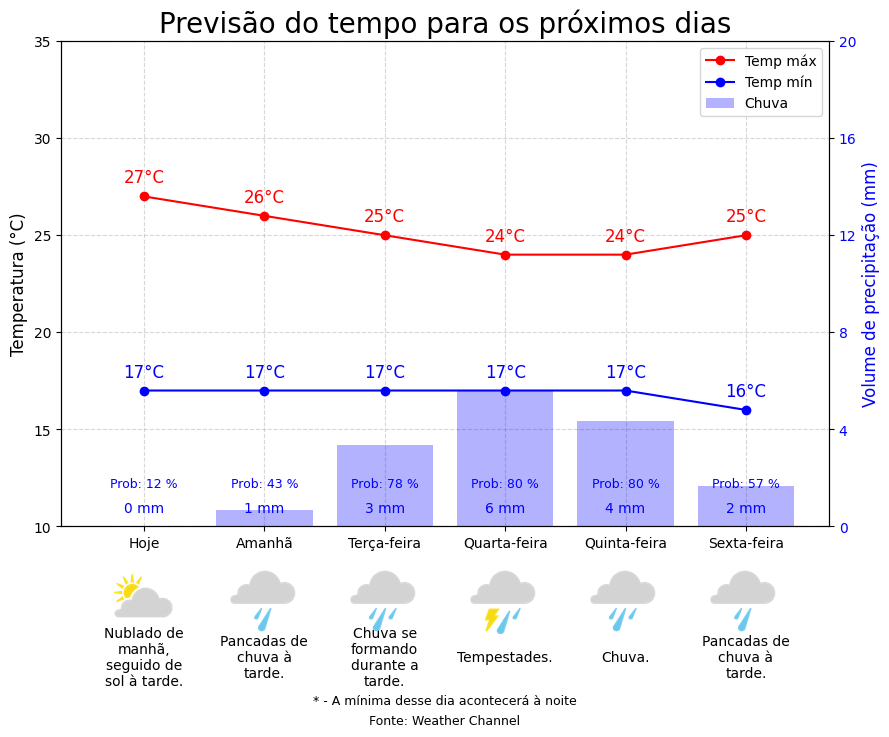 Previsão do tempo para os próximos dias
35
30
25
20
15
10
Temperatura (°C)
20
16
12
8
4
0
Volume de precipitação (mm)
Temp máx
Temp mín
Chuva
27°C
26°C
25°C
24°C
24°C
25°C
17°C
17°C
17°C
17°C
17°C
16°C
Prob: 12 %
Prob: 43 %
Prob: 78 %
Prob: 80 %
Prob: 80 %
Prob: 57 %
0 mm
1 mm
3 mm
6 mm
4 mm
2 mm
Hoje
Amanhã
Terça-feira
Quarta-feira
Quinta-feira
Sexta-feira
Nublado de
manhã,
seguido de
sol à tarde.
Pancadas de
chuva à
tarde.
Chuva se
formando
durante a
tarde.
Tempestades.
Chuva.
Pancadas de
chuva à
tarde.
* - A mínima desse dia acontecerá à noite
Fonte: Weather Channel